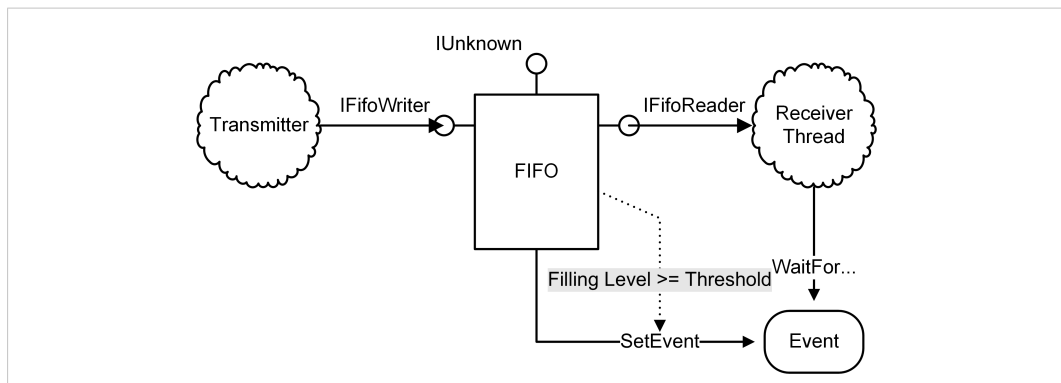 IUnknown
Transmitter
IFifoWriter
IFifoReader
Receiver
Thread
FIFO
WaitFor...
Filling Level >= Threshold
SetEvent
Event